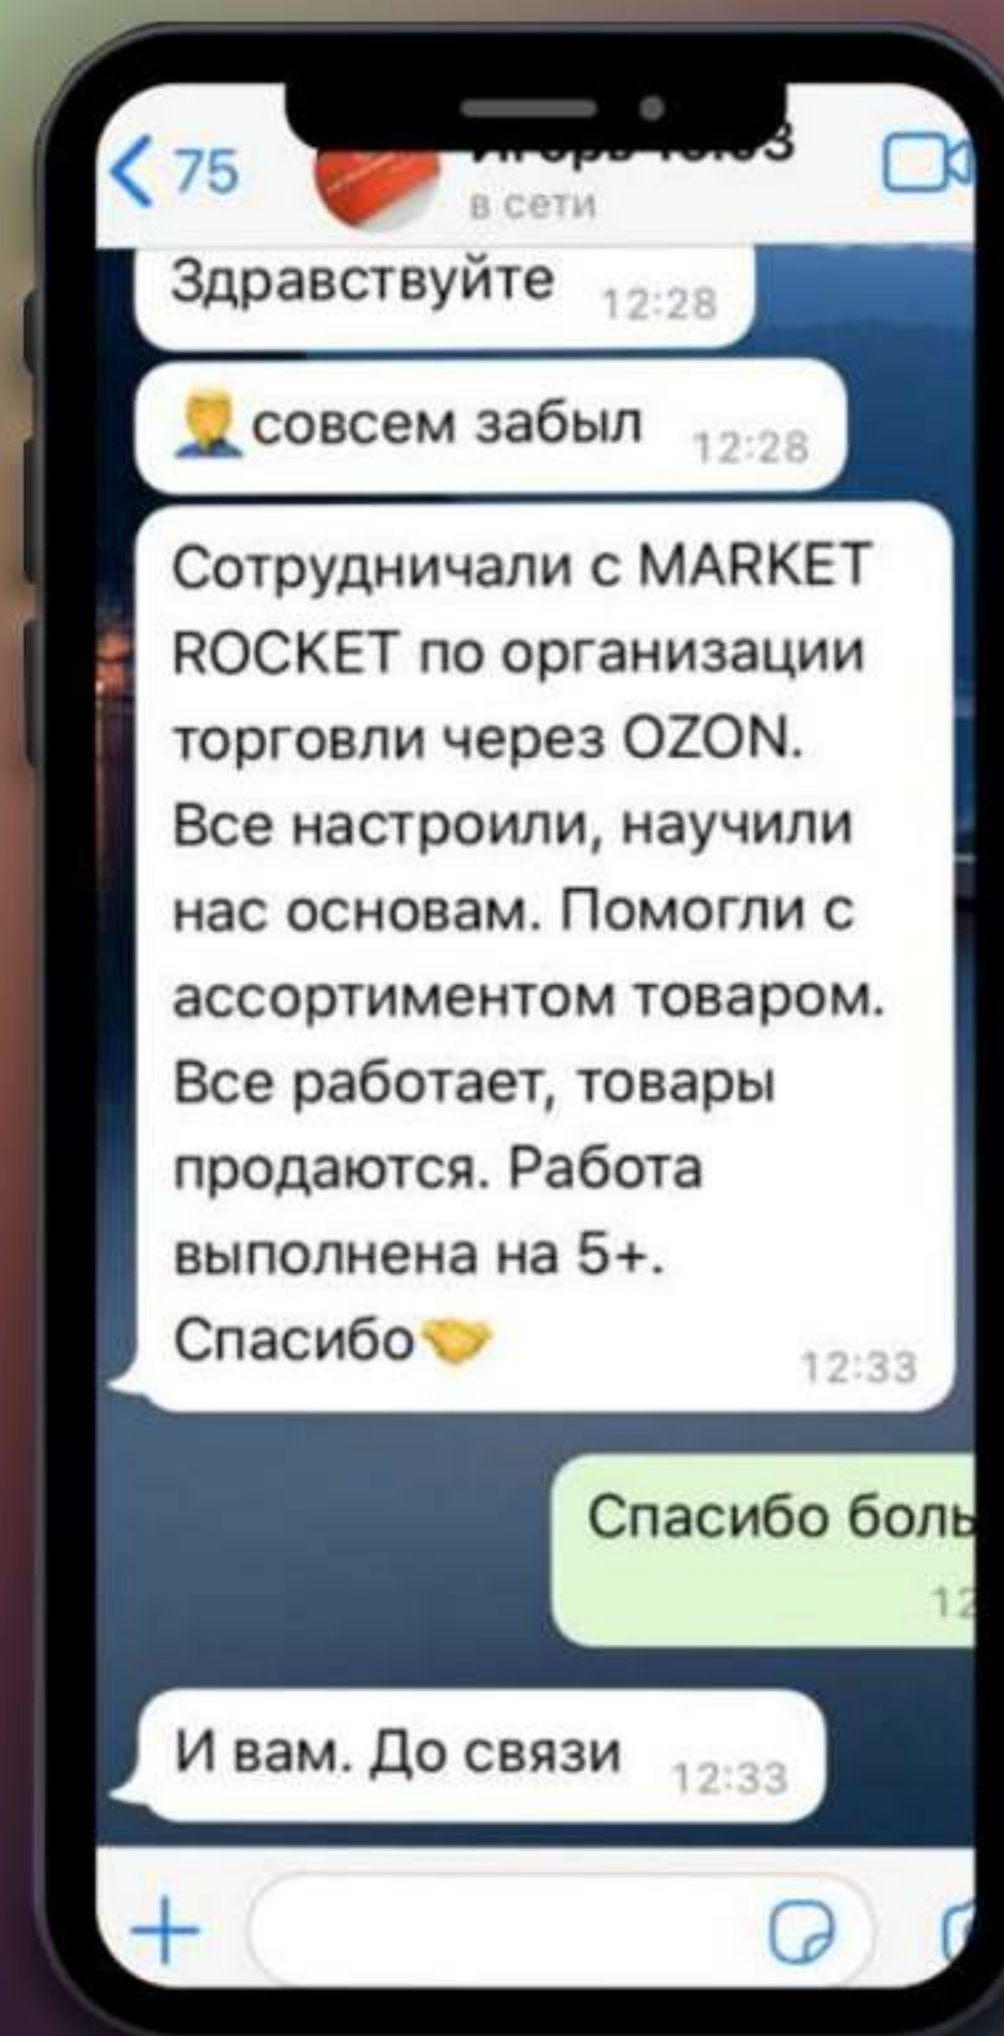 75
в сети
Здравствуйте 12:28
🤦‍♂️совсем забыл 12:28
Сотрудничали с MARKET
ROCKET по организации
торговли через OZON.
Все настроили, научили
нас основам. Помогли с
ассортиментом товаром.
Все работает, товары
продаются. Работа
выполнена на 5+.
Спасибо🤝 12:33
Спасибо
И вам. До связи 12:33